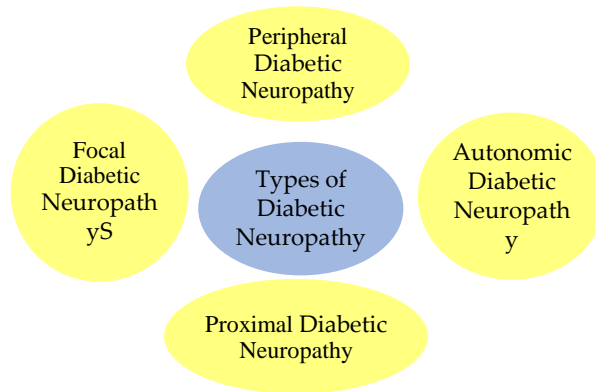 Peripheral
Diabetic
Neuropathy
Focal
Diabetic
Neuropath
yS
Types of
Diabetic
Neuropathy
Autonomic
Diabetic
Neuropath
y
Proximal Diabetic
Neuropathy